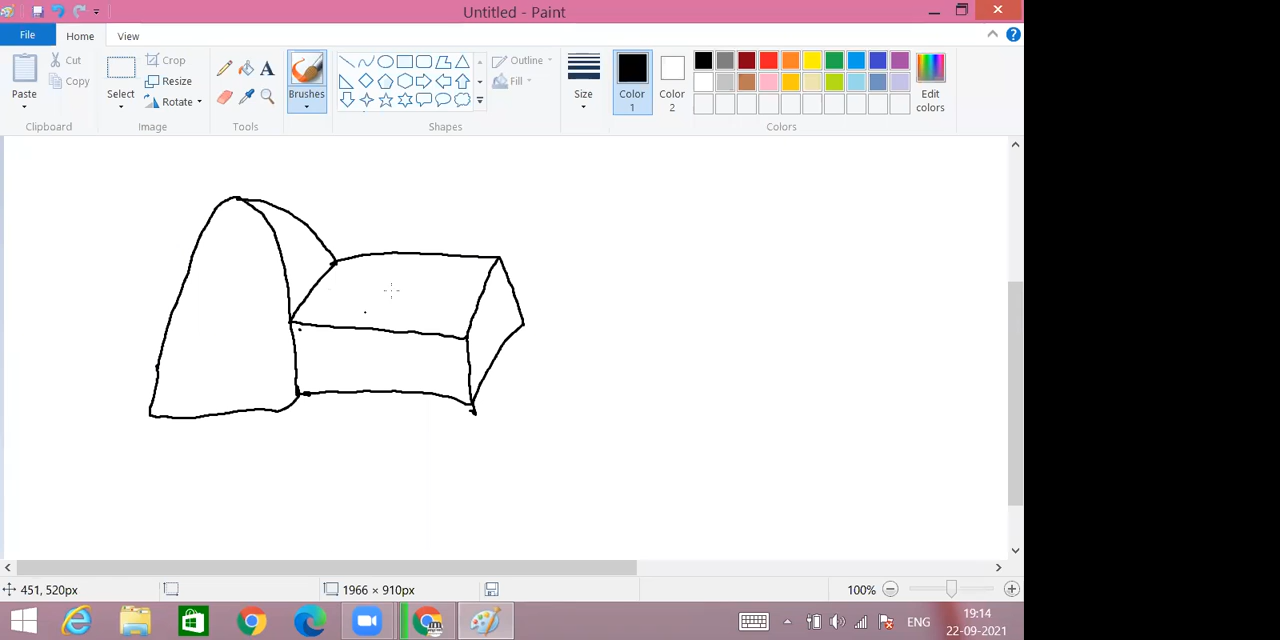 Untitled - Paint
File Home View
Cut
Copy
Paste
Clipboard
Crop
Resize
Rotate
Select
Image
A
Tools
Brushes
Outline
Fill
Shapes
Size
Color 1
Color 2
Edit colors
Colors
451, 520px
1966 × 910px
100%
ENG
19:14
22-09-2021